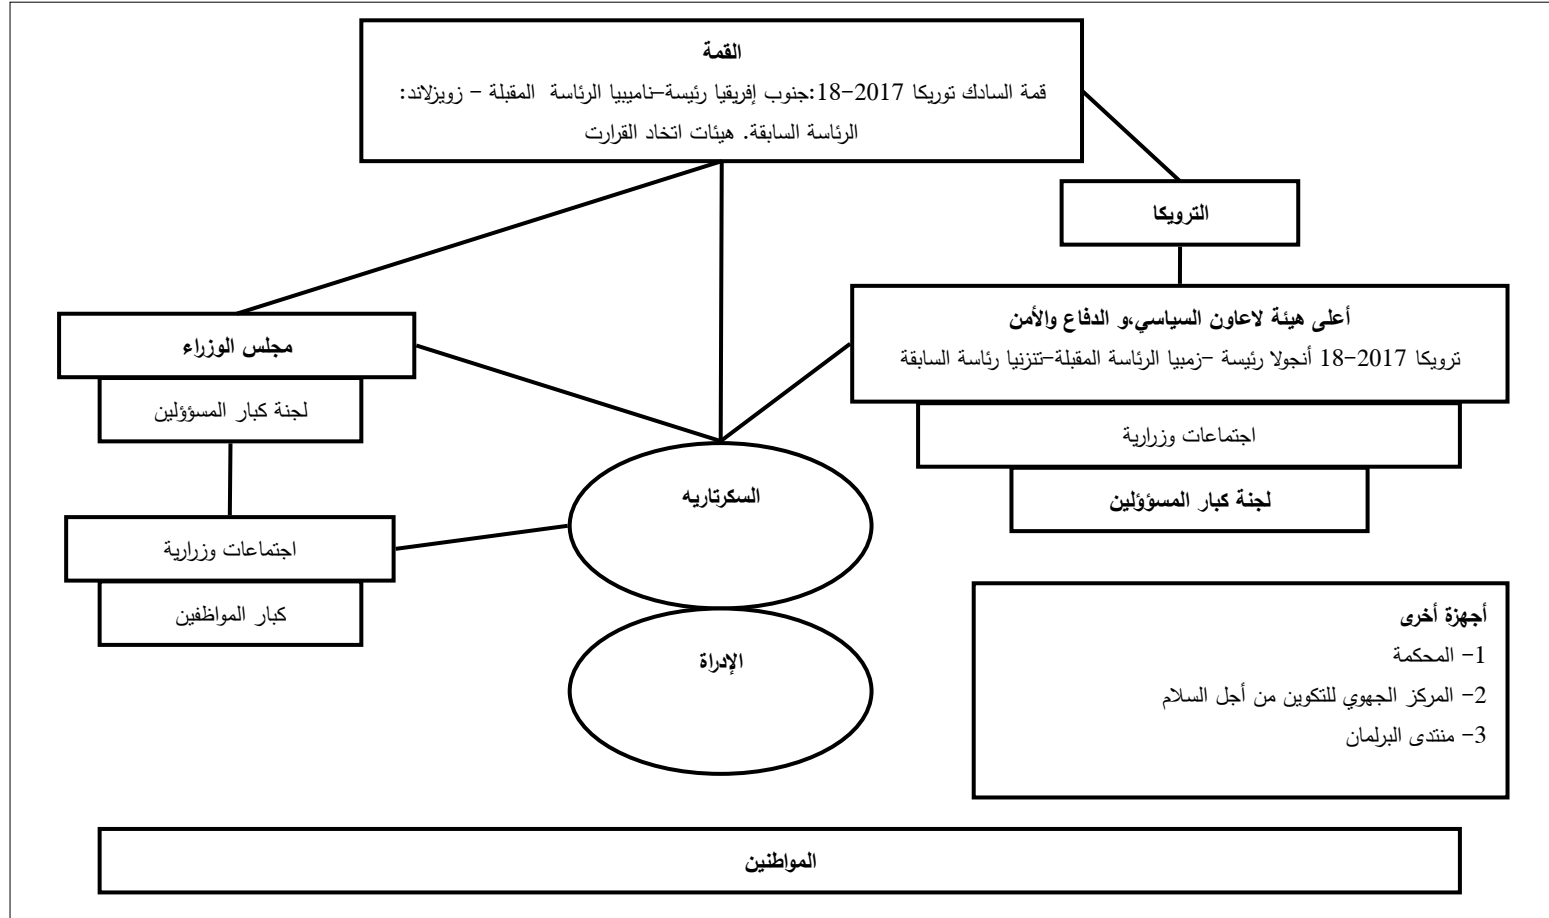 القمة
قمة السادك توريكا 2017-18:جنوب إفريقيا رئيسة-ناميبيا الرئاسة المقبلة - زويزلاند:
الرئاسة السابقة. هيئات اتخاد القرارت
الترويكا
أعلى هيئة لاعاون السياسي،و الدفاع والأمن
ترويكا 2017-18 أنجولا رئيسة -زمبيا الرئاسة المقبلة-تنزنيا رئاسة السابقة
اجتماعات وزرارية
لجنة كبار المسؤؤلين
مجلس الوزراء
لجنة كبار المسؤؤلين
اجتماعات وزرارية
كبار المواظفين
السكرتاريه
الإدراة
أجهزة أخرى
1- المحكمة
2- المركز الجهوي للتكوين من أجل السلام
3- منتدى البرلمان
المواطنين